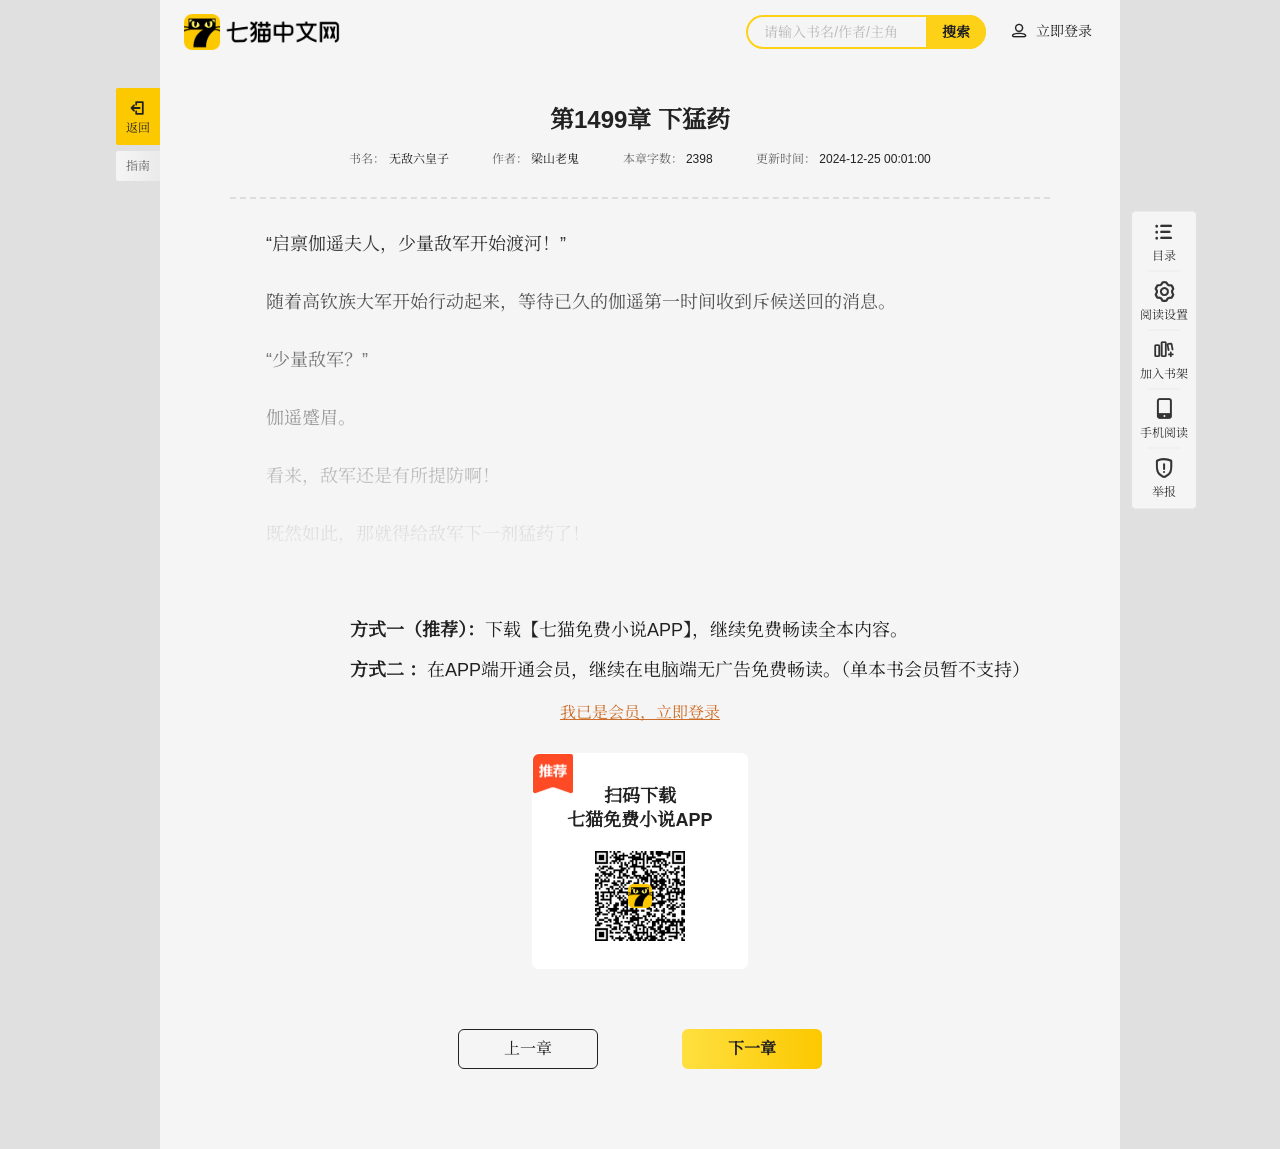 七猫中文网
请输入书名/作者/主角
搜索
立即登录
返回
指南
第1499章 下猛药
书名： 无敌六皇子 作者： 梁山老鬼 本章字数： 2398 更新时间： 2024-12-25 00:01:00
“启禀伽遥夫人，少量敌军开始渡河！”
随着高钦族大军开始行动起来，等待已久的伽遥第一时间收到斥候送回的消息。
“少量敌军？”
伽遥蹙眉。
看来，敌军还是有所提防啊！
既然如此，那就得给敌军下一剂猛药了！
目录
阅读设置
加入书架
手机阅读
举报
方式一（推荐）：下载【七猫免费小说APP】，继续免费畅读全本内容。
方式二 ：在APP端开通会员，继续在电脑端无广告免费畅读。（单本书会员暂不支持）
我已是会员，立即登录
推荐
扫码下载
七猫免费小说APP
上一章
下一章